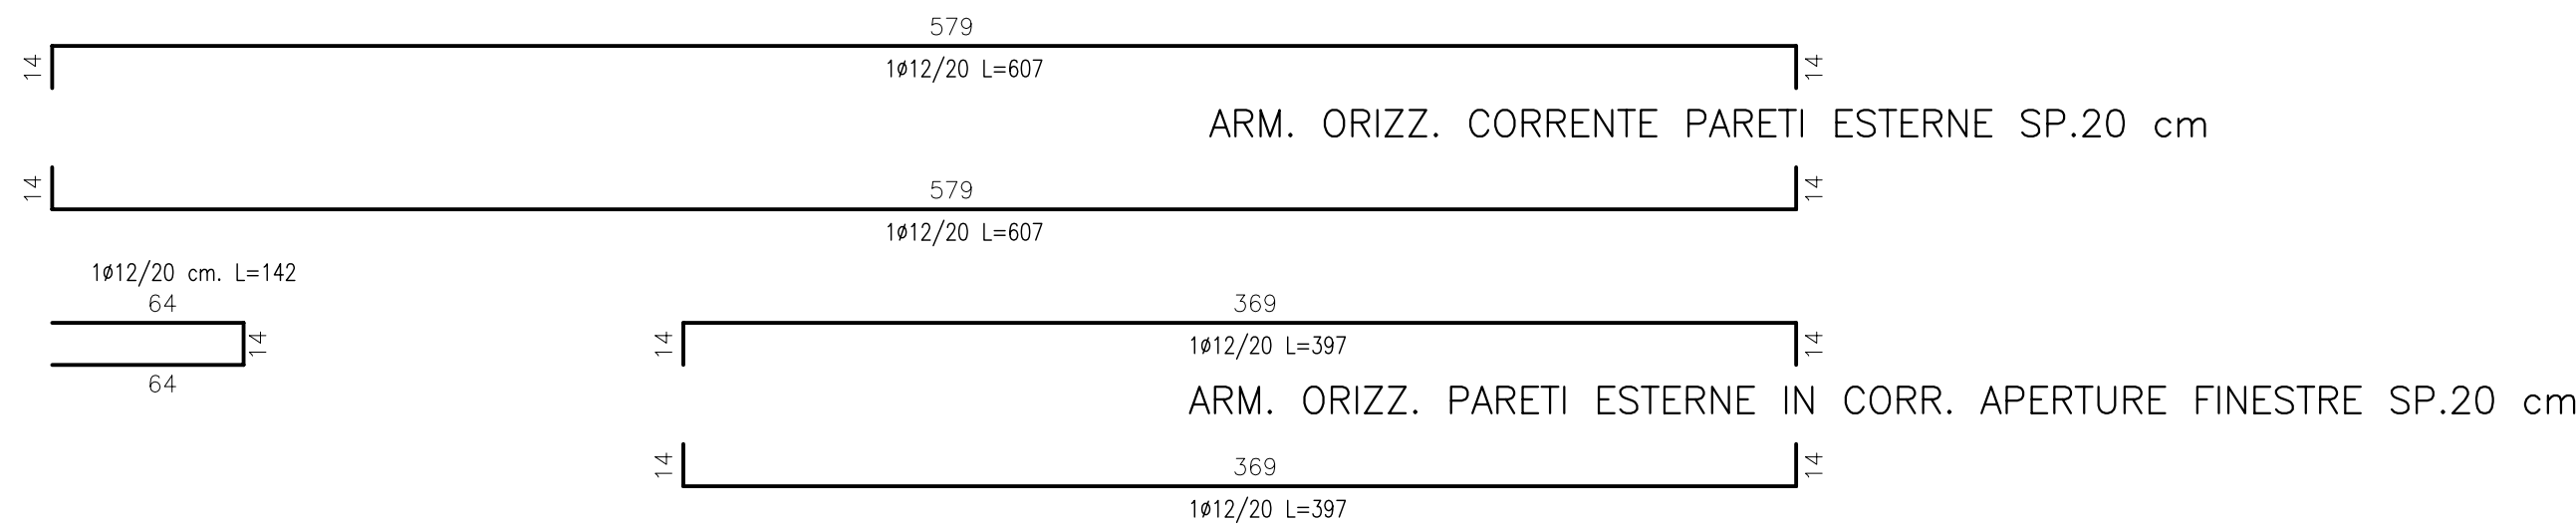 579
14
1ø12/20 L=607
14
ARM. ORIZZ. CORRENTE PARETI ESTERNE SP.20 cm
14
579
14
1ø12/20 L=607
1ø12/20 cm. L=142
64
14
64
369
14
1ø12/20 L=397
14
ARM. ORIZZ. PARETI ESTERNE IN CORR. APERTURE FINESTRE SP.20 cm
14
369
14
1ø12/20 L=397